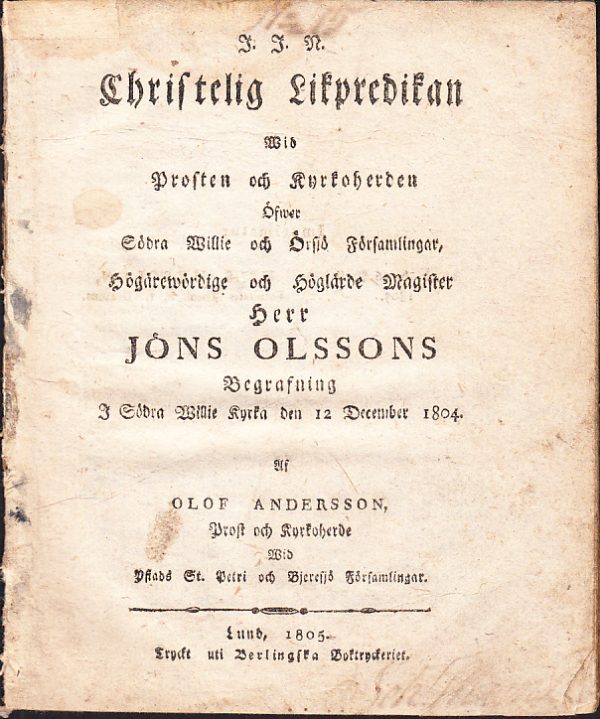 J. J. N.
Christelig Likpredikan
Wid
Prosten och Kyrkoherden
Öfwer
Södra Willie och Örsiö Församlingar,
Högärewördige och Höglärde Magister
Herr
JÖNS OLSSONS
Begrafning
J Södra Willie Kyrka den 12 December 1804.
Af
OLOF ANDERSSON,
Prost och Kyrkoherde
Wid
Ystads St. Petri och Bjeresjö Församlingar.
Lund, 1805.
Tryckt uti Berlingska Boktryckeriet.